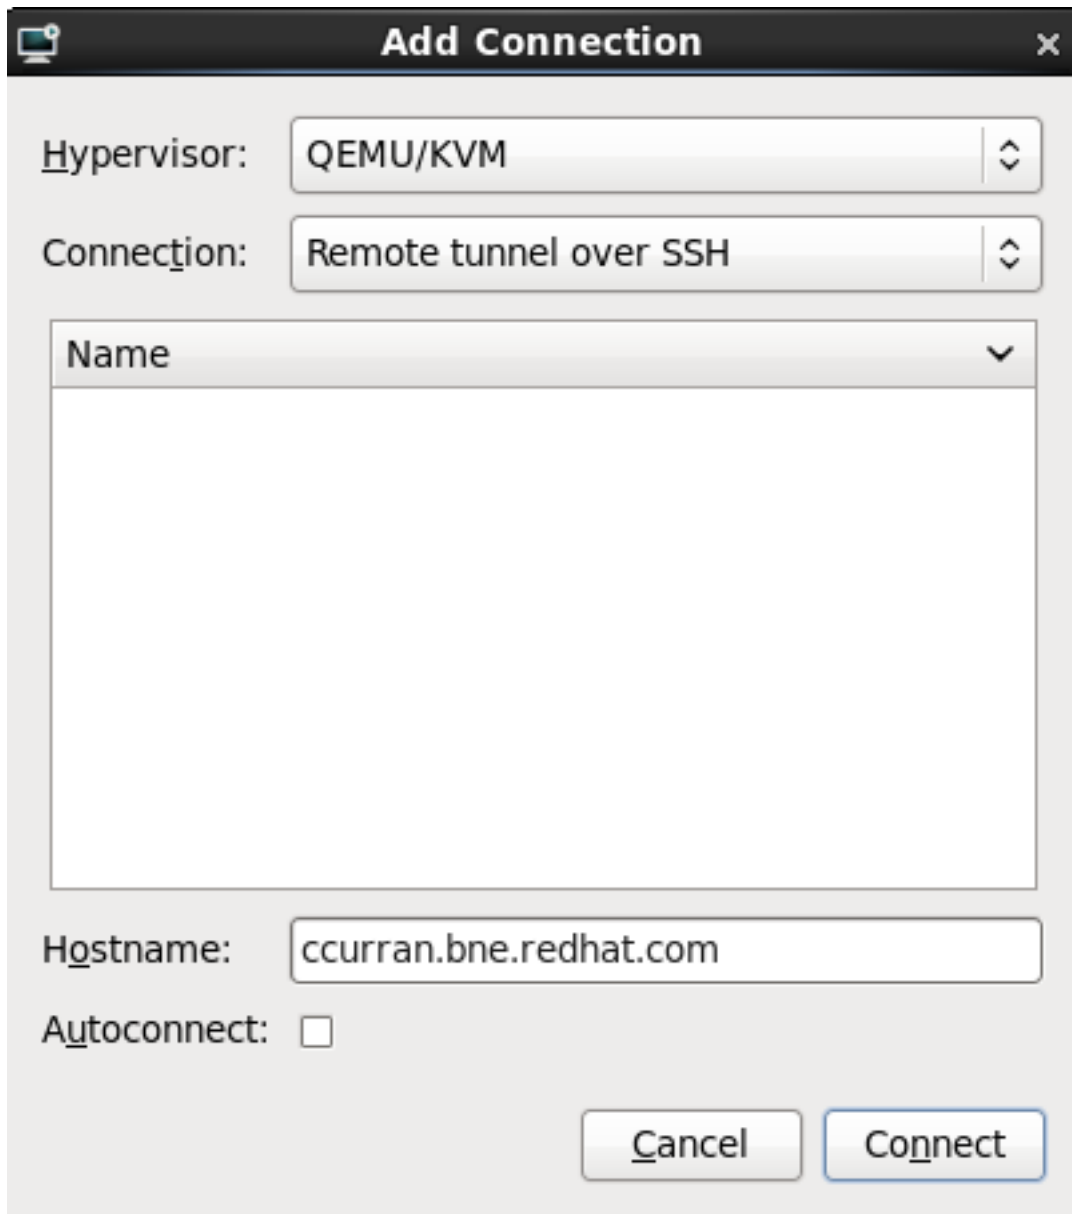 Add Connection
Hypervisor: QEMU/KVM
Connection: Remote tunnel over SSH
Name
Hostname: ccurran.bne.redhat.com
Autoconnect:
Cancel Connect